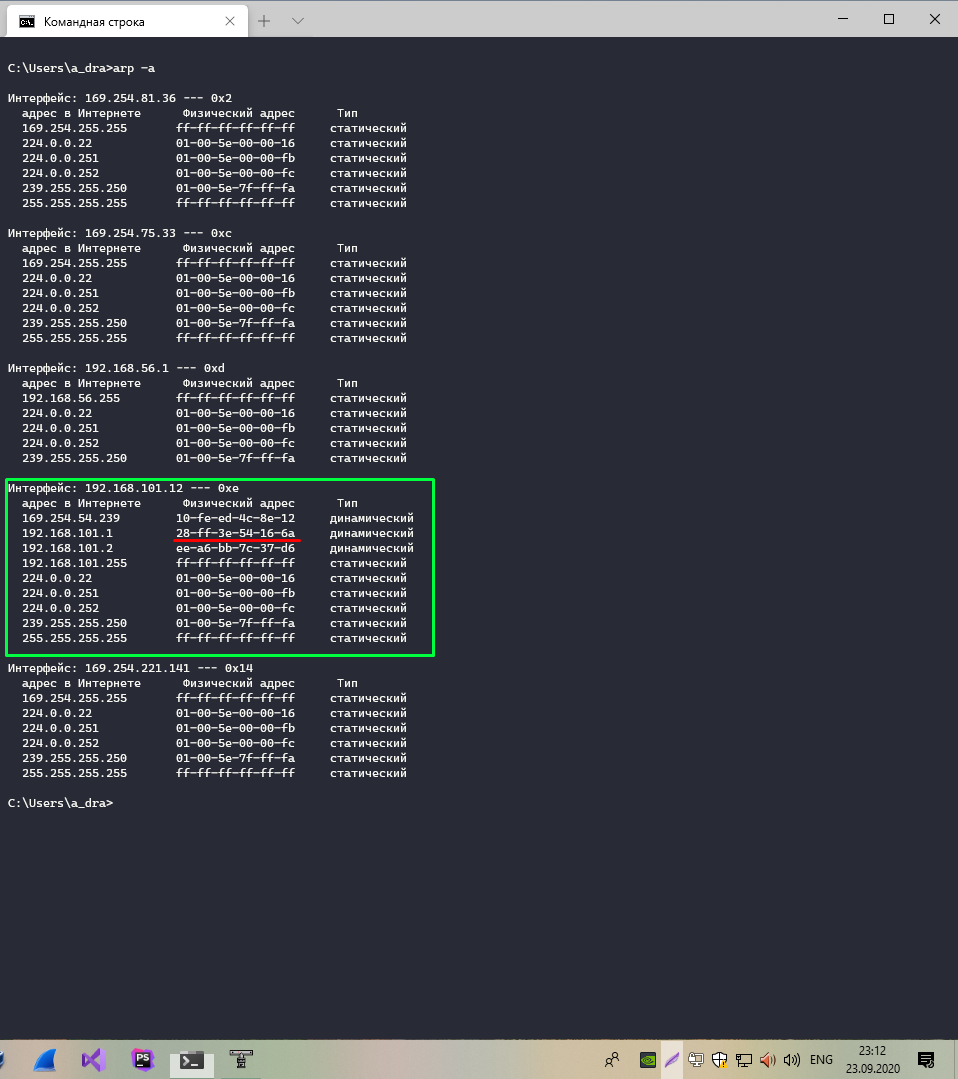 Командная строка
C:\Users\a_dra>arp -a
Интерфейс: 169.254.81.36 --- 0x2
адрес в Интернете Физический адрес Тип
169.254.255.255 ff-ff-ff-ff-ff-ff статический
224.0.0.22 01-00-5e-00-00-16 статический
224.0.0.251 01-00-5e-00-00-fb статический
224.0.0.252 01-00-5e-00-00-fc статический
239.255.255.250 01-00-5e-7f-ff-fa статический
255.255.255.255 ff-ff-ff-ff-ff-ff статический
Интерфейс: 169.254.75.33 --- 0xc
адрес в Интернете Физический адрес Тип
169.254.255.255 ff-ff-ff-ff-ff-ff статический
224.0.0.22 01-00-5e-00-00-16 статический
224.0.0.251 01-00-5e-00-00-fb статический
224.0.0.252 01-00-5e-00-00-fc статический
239.255.255.250 01-00-5e-7f-ff-fa статический
255.255.255.255 ff-ff-ff-ff-ff-ff статический
Интерфейс: 192.168.56.1 --- 0xd
адрес в Интернете Физический адрес Тип
192.168.56.255 ff-ff-ff-ff-ff-ff статический
224.0.0.22 01-00-5e-00-00-16 статический
224.0.0.251 01-00-5e-00-00-fb статический
224.0.0.252 01-00-5e-00-00-fc статический
239.255.255.250 01-00-5e-7f-ff-fa статический
Интерфейс: 192.168.101.12 --- 0xe
адрес в Интернете Физический адрес Тип
169.254.54.239 10-fe-ed-4c-8e-12 динамический
192.168.101.1 28-ff-3e-54-16-6a динамический
192.168.101.2 ee-a6-bb-7c-37-d6 динамический
192.168.101.255 ff-ff-ff-ff-ff-ff статический
224.0.0.22 01-00-5e-00-00-16 статический
224.0.0.251 01-00-5e-00-00-fb статический
224.0.0.252 01-00-5e-00-00-fc статический
239.255.255.250 01-00-5e-7f-ff-fa статический
255.255.255.255 ff-ff-ff-ff-ff-ff статический
Интерфейс: 169.254.221.141 --- 0x14
адрес в Интернете Физический адрес Тип
169.254.255.255 ff-ff-ff-ff-ff-ff статический
224.0.0.22 01-00-5e-00-00-16 статический
224.0.0.251 01-00-5e-00-00-fb статический
224.0.0.252 01-00-5e-00-00-fc статический
239.255.255.250 01-00-5e-7f-ff-fa статический
255.255.255.255 ff-ff-ff-ff-ff-ff статический
C:\Users\a_dra>
PS
ENG
23:12
23.09.2020